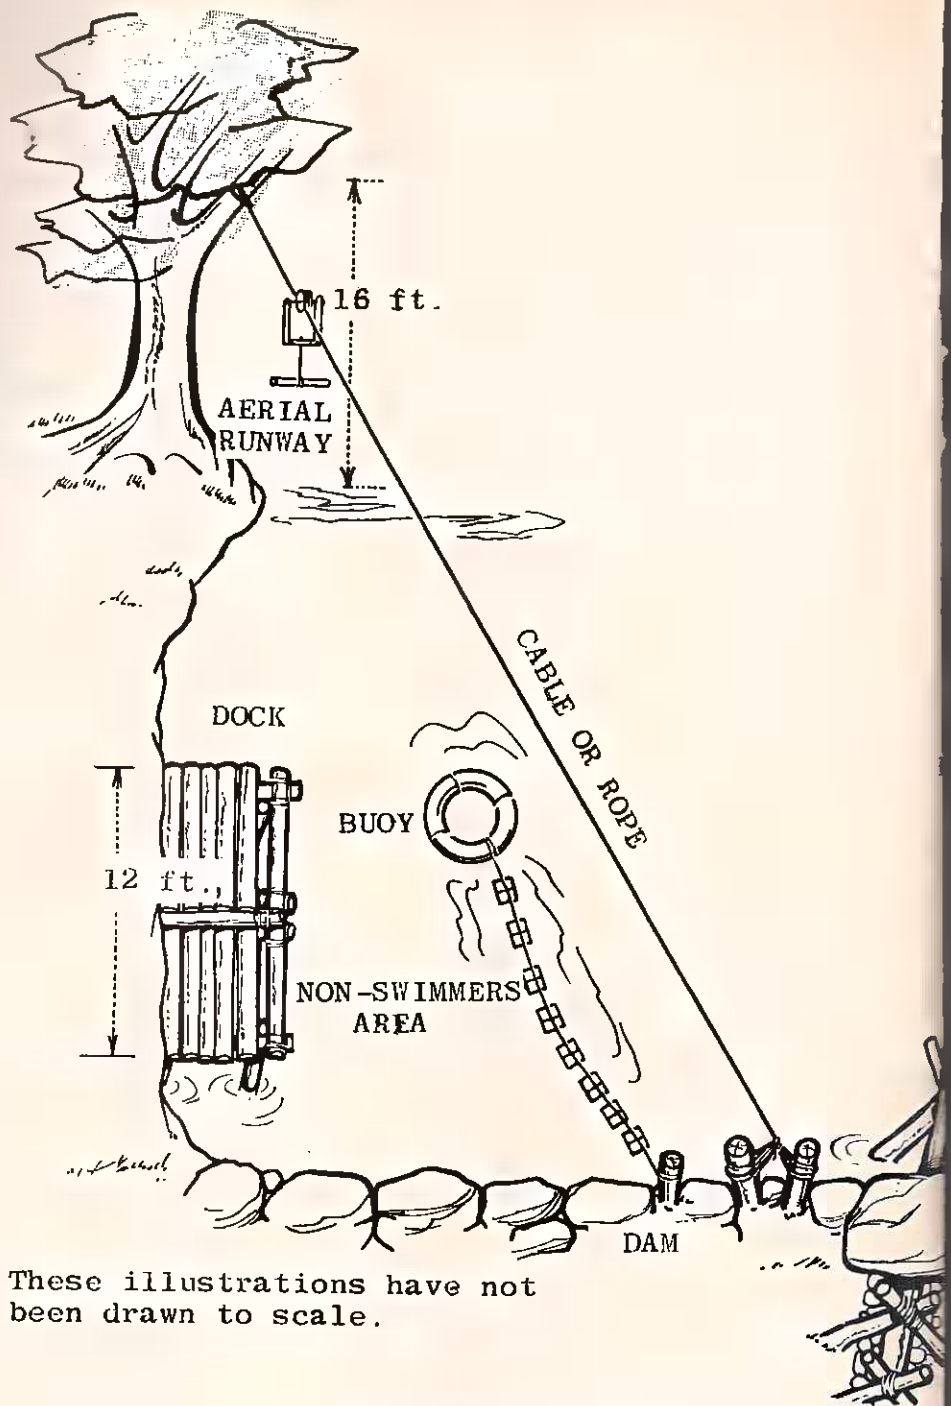 16 ft.
AERIAL
RUNWAY
CABLE OR ROPE
DOCK
BUOY
12 ft.,
NON-SWIMMERS
AREA
DAM
These illustrations have not
been drawn to scale.